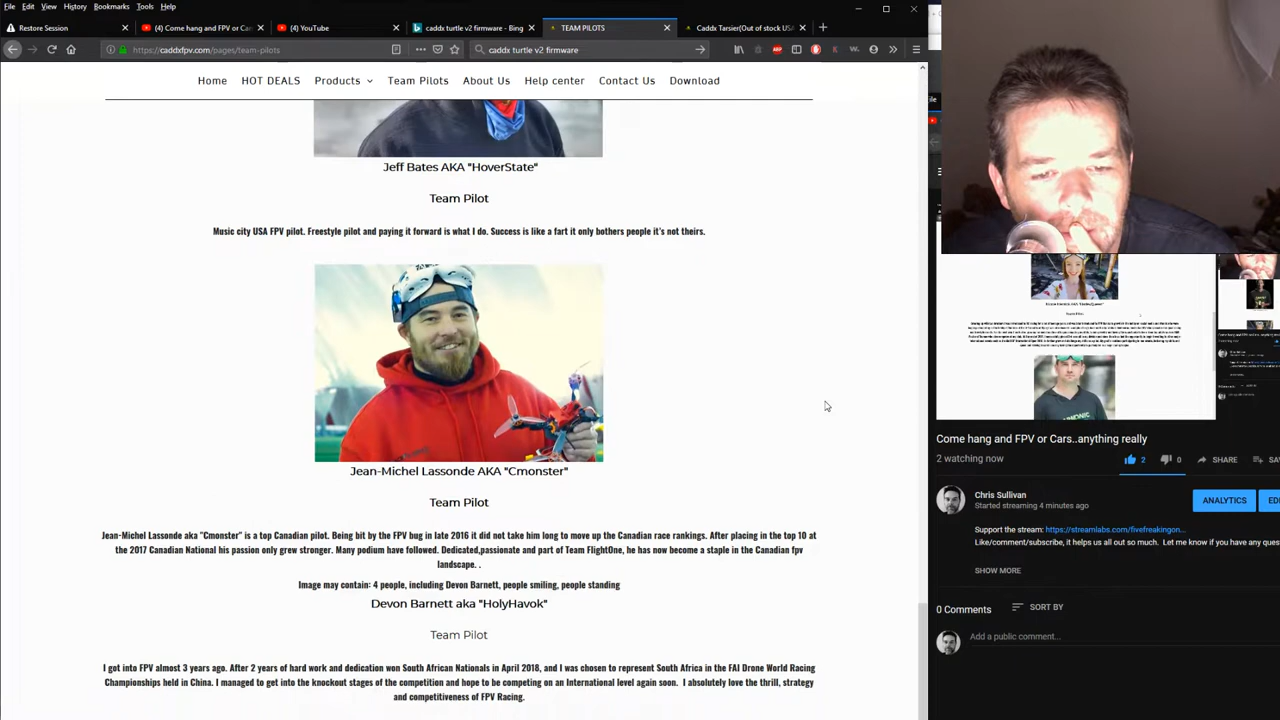 File Edit View History Bookmarks Tools Help
Restore Session
(4) Come hang and FPV or Ca
(4) YouTube
caddx turtle v2 firmware - Bing
TEAM PILOTS
Caddx Tarsier(Out of stock USA
https://caddxfpv.com/pages/team-pilots
caddx turtle v2 firmware
Home HOT DEALS Products Team Pilots About Us Help center Contact Us Download
Jeff Bates AKA "HoverState"
Team Pilot
Music city USA FPV pilot. Freestyle pilot and paying it forward is what I do. Success is like a fart it only bothers people it's not theirs.
Jean-Michel Lassonde AKA "Cmonster"
Team Pilot
Jean-Michel Lassonde aka "Cmonster" is a top Canadian pilot. Being bit by the FPV bug in late 2016 it did not take him long to move up the Canadian race rankings. After placing in the top 10 at
the 2017 Canadian National his passion only grew stronger. Many podium have followed. Dedicated,passionate and part of Team FlightOne, he has now become a staple in the Canadian fpv
landscape. .
Image may contain: 4 people, including Devon Barnett, people smiling, people standing
Devon Barnett aka "HolyHavok"
Team Pilot
I got into FPV almost 3 years ago. After 2 years of hard work and dedication won South African Nationals in April 2018, and I was chosen to represent South Africa in the FAI Drone World Racing
Championships held in China. I managed to get into the knockout stages of the competition and hope to be competing on an International level again soon. I absolutely love the thrill, strategy
and competitiveness of FPV Racing.
Come hang and FPV or Cars..anything really
2 watching now
2 0 SHARE SAV
Chris Sullivan
Started streaming 4 minutes ago
ANALYTICS
ED
Support the stream: https://streamlabs.com/fivefreakingon...
Like/comment/subscribe, it helps us all out so much. Let me know if you have any ques
SHOW MORE
0 Comments SORT BY
Add a public comment...